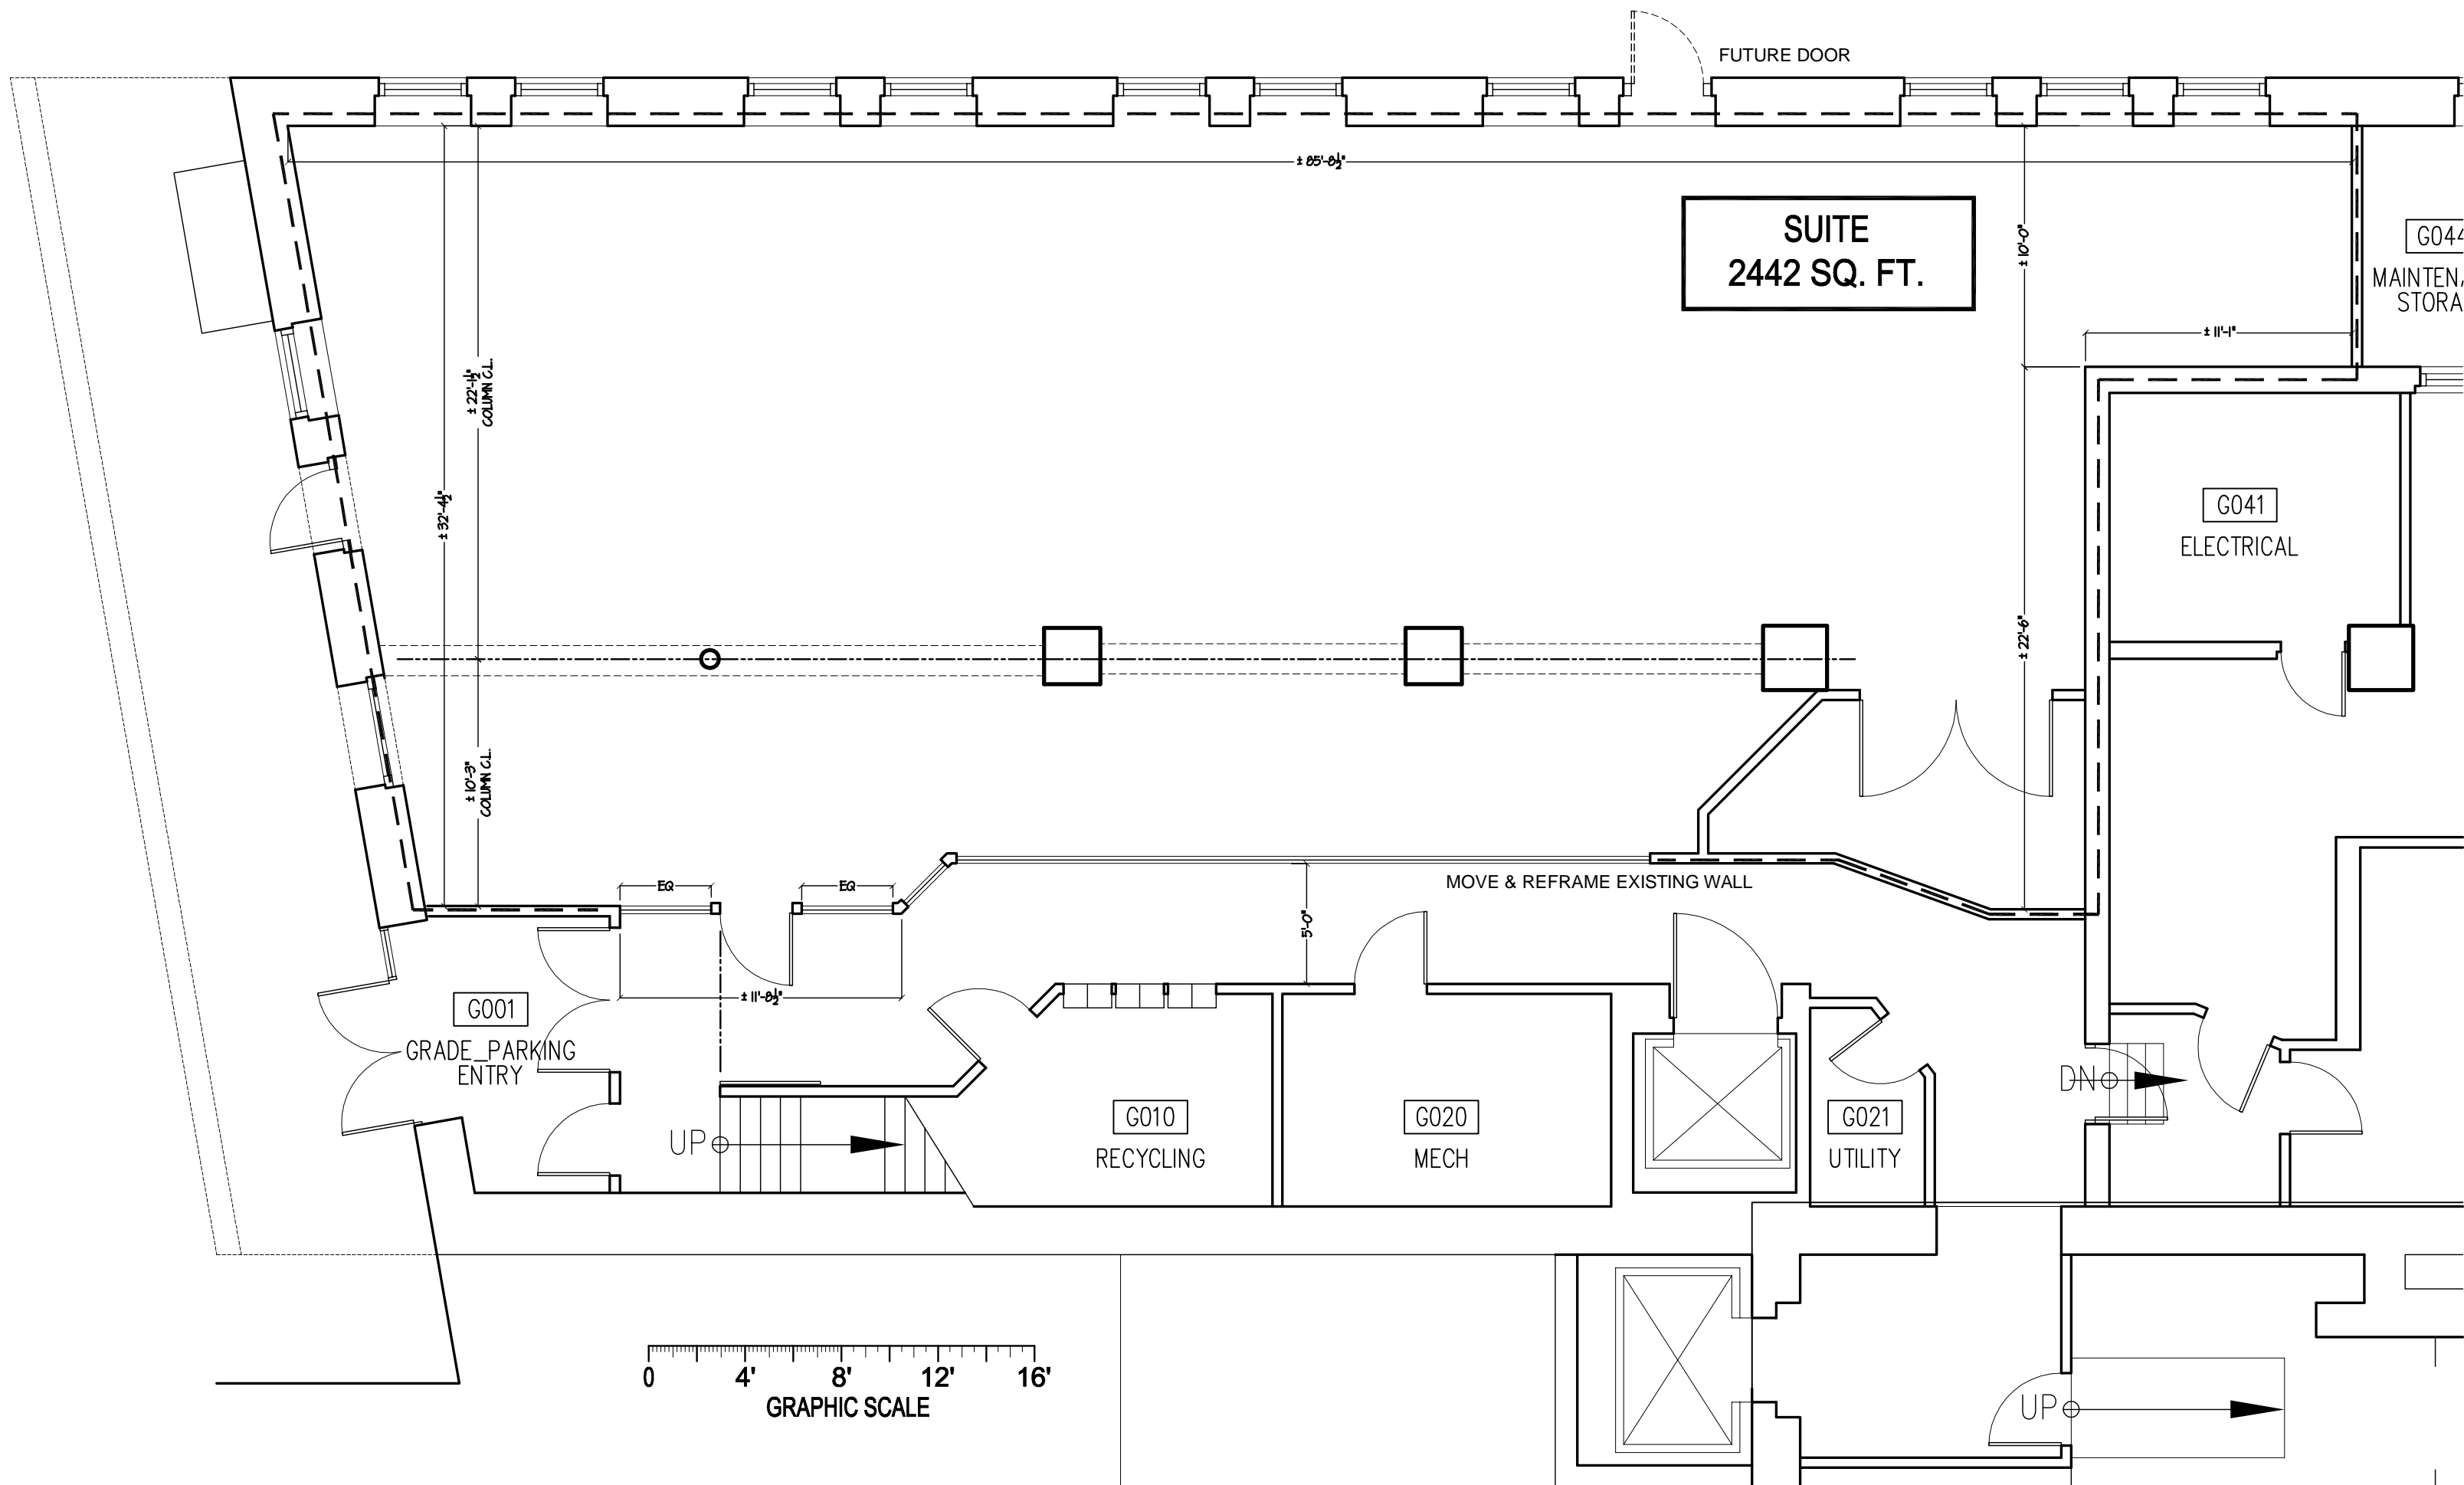 FUTURE DOOR
± 85'-8½"
SUITE
2442 SQ. FT.
± 10'-0"
G044
± 11'-1"
± 22'-1½"
COLUMN C.L.
± 32'-4½"
G041
ELECTRICAL
± 22'-6"
± 10'-3"
COLUMN C.L.
EQ
EQ
MOVE & REFRAME EXISTING WALL
5'-0"
± 11'-8½"
G001
GRADE_PARKING
ENTRY
UP
G010
RECYCLING
G020
MECH
G021
UTILITY
DN
0 4' 8' 12' 16'
GRAPHIC SCALE
UP